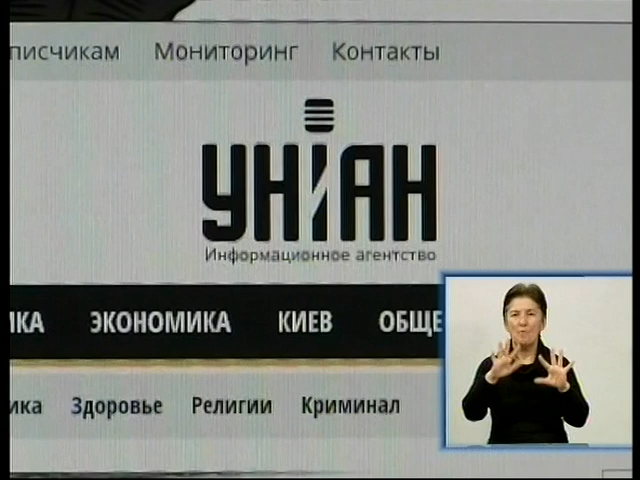 писчикам Мониторинг Контакты
УНІАН
Информационное агентство
ИКА ЭКОНОМИКА КИЕВ ОБЩЕ
ика Здоровье Религии Криминал